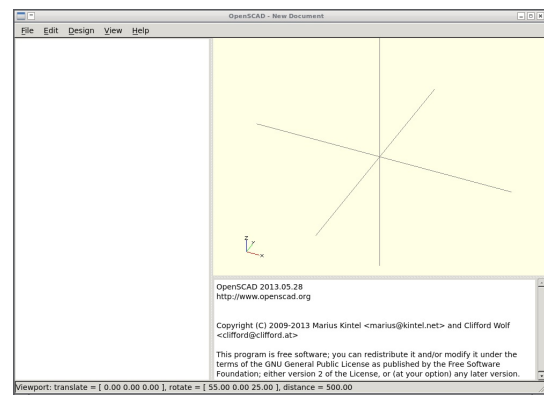 OpenSCAD - New Document
File Edit Design View Help
z
y
x
OpenSCAD 2013.05.28
http://www.openscad.org
Copyright (C) 2009-2013 Marius Kintel <marius@kintel.net> and Clifford Wolf
<clifford@clifford.at>
This program is free software; you can redistribute it and/or modify it under the
terms of the GNU General Public License as published by the Free Software
Foundation; either version 2 of the License, or (at your option) any later version.
Viewport: translate = [ 0.00 0.00 0.00 ], rotate = [ 55.00 0.00 25.00 ], distance = 500.00